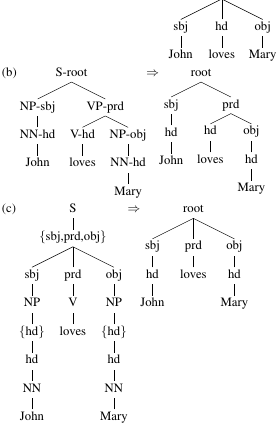 sbj hd obj
John loves Mary
(b) S-root ⇒ root
NP-sbj VP-prd sbj prd
NN-hd V-hd NP-obj hd hd obj
John loves NN-hd John loves hd
Mary Mary
(c) S ⇒ root
{sbj,prd,obj}
sbj prd obj sbj prd obj
NP V NP hd loves hd
{hd} loves {hd} John Mary
hd hd
NN NN
John Mary